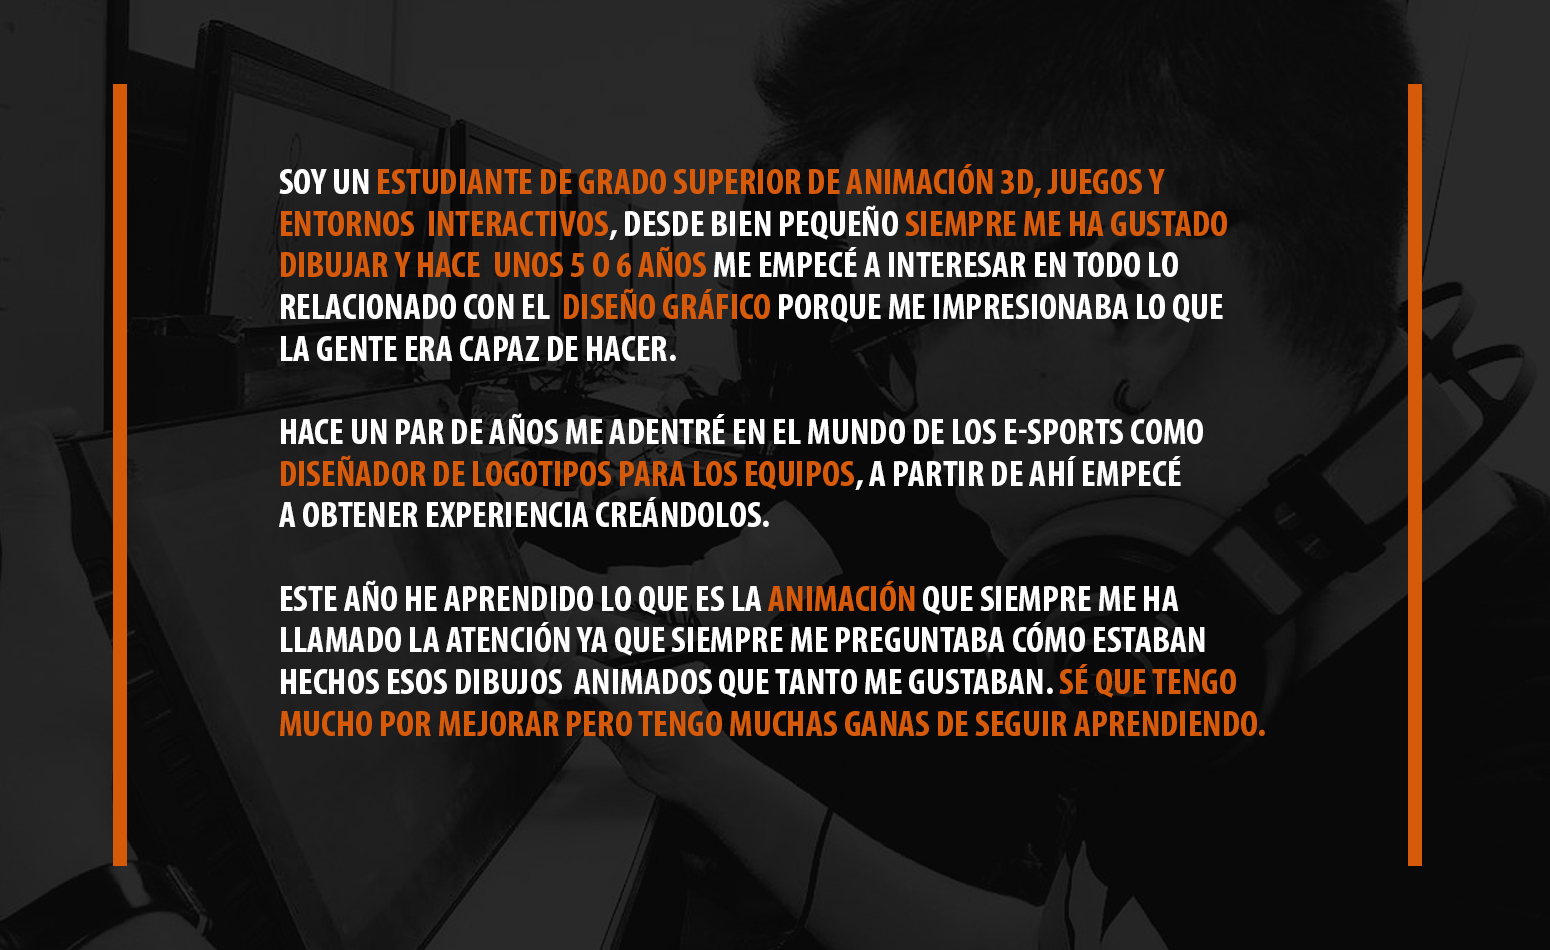 SOY UN ESTUDIANTE DE GRADO SUPERIOR DE ANIMACIÓN 3D, JUEGOS Y
ENTORNOS INTERACTIVOS, DESDE BIEN PEQUEÑO SIEMPRE ME HA GUSTADO
DIBUJAR Y HACE UNOS 5 O 6 AÑOS ME EMPECÉ A INTERESAR EN TODO LO
RELACIONADO CON EL DISEÑO GRÁFICO PORQUE ME IMPRESIONABA LO QUE
LA GENTE ERA CAPAZ DE HACER.
HACE UN PAR DE AÑOS ME ADENTRÉ EN EL MUNDO DE LOS E-SPORTS COMO
DISEÑADOR DE LOGOTIPOS PARA LOS EQUIPOS, A PARTIR DE AHÍ EMPECÉ
A OBTENER EXPERIENCIA CREÁNDOLOS.
ESTE AÑO HE APRENDIDO LO QUE ES LA ANIMACIÓN QUE SIEMPRE ME HA
LLAMADO LA ATENCIÓN YA QUE SIEMPRE ME PREGUNTABA CÓMO ESTABAN
HECHOS ESOS DIBUJOS ANIMADOS QUE TANTO ME GUSTABAN. SÉ QUE TENGO
MUCHO POR MEJORAR PERO TENGO MUCHAS GANAS DE SEGUIR APRENDIENDO.